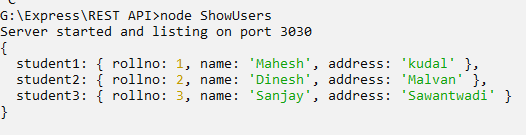 G:\Express\REST API>node ShowUsers
Server started and listing on port 3030
{
  student1: { rollno: 1, name: 'Mahesh', address: 'kudal' },
  student2: { rollno: 2, name: 'Dinesh', address: 'Malvan' },
  student3: { rollno: 3, name: 'Sanjay', address: 'Sawantwadi' }
}